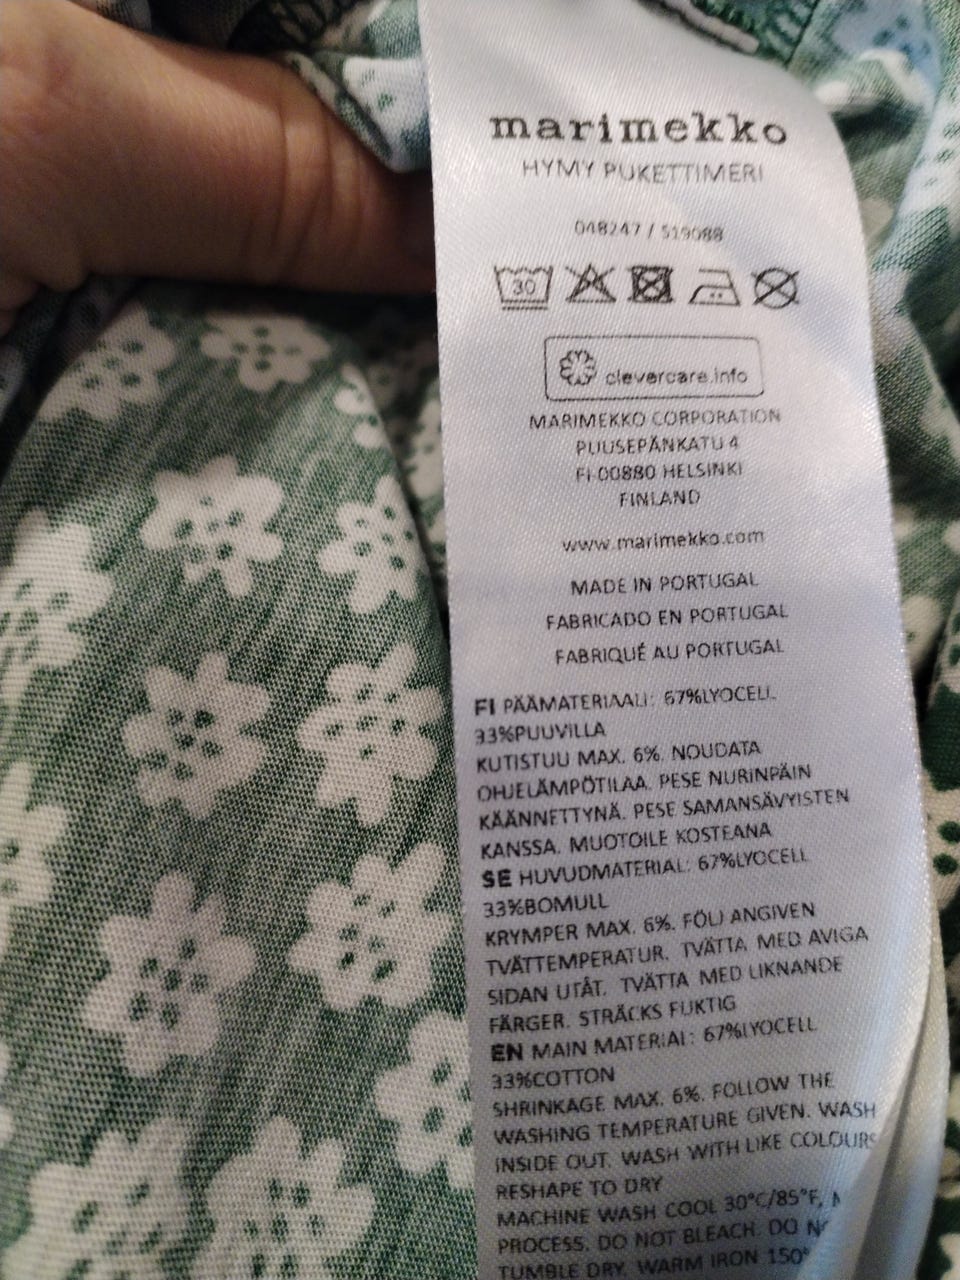 marimekko
HYMY PUKETTIMERI
048247 / 519088
30
clevercare.info
MARIMEKKO CORPORATION
PUUSEPÄNKATU 4
FI-00880 HELSINKI
FINLAND
www.marimekko.com
MADE IN PORTUGAL
FABRICADO EN PORTUGAL
FABRIQUÉ AU PORTUGAL
FI PÄÄMATERIAALI: 67%LYOCELL
33%PUUVILLA
KUTISTUU MAX. 6%. NOUDATA
OHJELÄMPÖTILAA. PESE NURINPÄIN
KÄÄNNETTYNÄ. PESE SAMANSÄVYISTEN
KANSSA. MUOTOILE KOSTEANA
SE HUVUDMATERIAL: 67%LYOCELL
33%BOMULL
KRYMPER MAX. 6%. FÖLJ ANGIVEN
TVÄTTEMPERATUR. TVÄTTA MED AVIGA
SIDAN UTÅT. TVÄTTA MED LIKNANDE
FÄRGER. STRÄCKS FUKTIG
EN MAIN MATERIAL: 67%LYOCELL
33%COTTON
SHRINKAGE MAX. 6%. FOLLOW THE
WASHING TEMPERATURE GIVEN. WASH
INSIDE OUT. WASH WITH LIKE COLOURS
RESHAPE TO DRY
MACHINE WASH COOL 30°C/85°F,
PROCESS. DO NOT BLEACH. DO
TUMBLE DRY. WARM IRON 150°